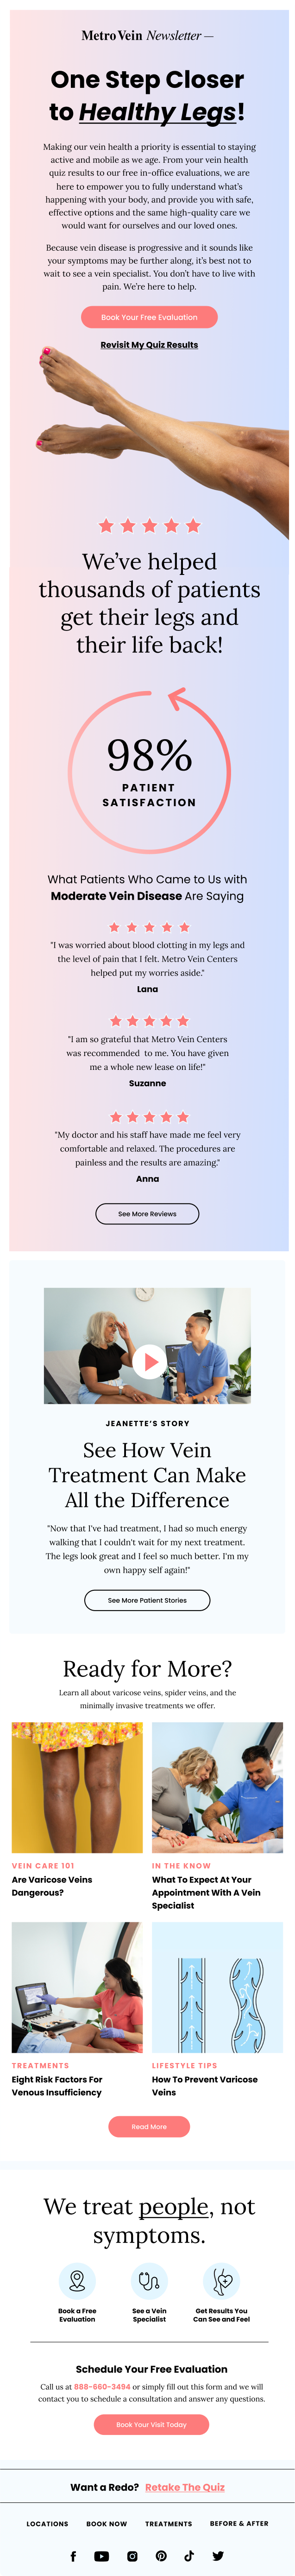 Metro Vein Newsletter —
One Step Closer
to Healthy Legs!
Making our vein health a priority is essential to staying
active and mobile as we age. From your vein health
quiz results to our free in-office evaluations, we are
here to empower you to fully understand what's
happening with your body, and provide you with safe,
effective options and the same high-quality care we
would want for ourselves and our loved ones.
Because vein disease is progressive and it sounds like
your symptoms may be further along, it's best not to
wait to see a vein specialist. You don't have to live with
pain. We're here to help.
Book Your Free Evaluation
Revisit My Quiz Results
We've helped
thousands of patients
get their legs and
their life back!
98%
PATIENT
SATISFACTION
What Patients Who Came to Us with
Moderate Vein Disease Are Saying
"I was worried about blood clotting in my legs and
the level of pain that I felt. Metro Vein Centers
helped put my worries aside."
Lana
"I am so grateful that Metro Vein Centers
was recommended to me. You have given
me a whole new lease on life!"
Suzanne
"My doctor and his staff have made me feel very
comfortable and relaxed. The procedures are
painless and the results are amazing."
Anna
See More Reviews
JEANETTE'S STORY
See How Vein
Treatment Can Make
All the Difference
"Now that I've had treatment, I had so much energy
walking that I couldn't wait for my next treatment.
The legs look great and I feel so much better. I'm my
own happy self again!"
See More Patient Stories
Ready for More?
Learn all about varicose veins, spider veins, and the
minimally invasive treatments we offer.
VEIN CARE 101
Are Varicose Veins
Dangerous?
IN THE KNOW
What To Expect At Your
Appointment With A Vein
Specialist
TREATMENTS
Eight Risk Factors For
Venous Insufficiency
LIFESTYLE TIPS
How To Prevent Varicose
Veins
Read More
We treat people, not
symptoms.
Book a Free
Evaluation
See a Vein
Specialist
Get Results You
Can See and Feel
Schedule Your Free Evaluation
Call us at 888-660-3494 or simply fill out this form and we will
contact you to schedule a consultation and answer any questions.
Book Your Visit Today
Want a Redo? Retake The Quiz
LOCATIONS BOOK NOW TREATMENTS BEFORE & AFTER